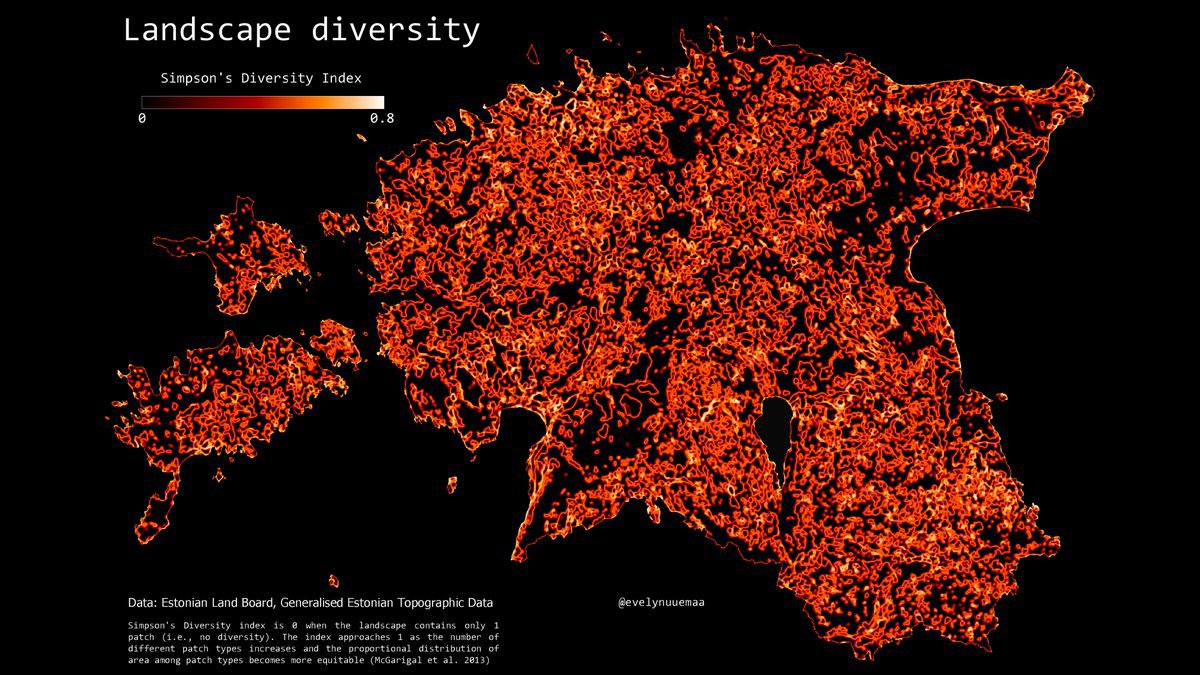 Landscape diversity
Simpson's Diversity Index
0
0.8
Data: Estonian Land Board, Generalised Estonian Topographic Data
@evelynuuemaa
Simpson's Diversity index is 0 when the landscape contains only 1
patch (i.e., no diversity). The index approaches 1 as the number of
different patch types increases and the proportional distribution of
area among patch types becomes more equitable (McGarigal et al. 2013)